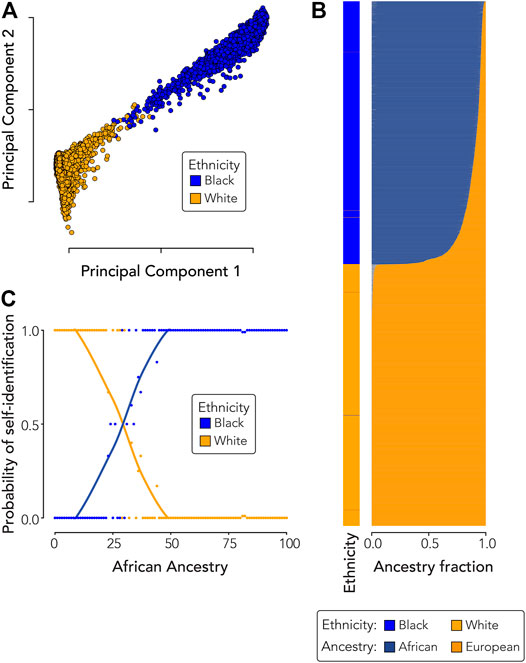 A
Principal Component 2
Ethnicity
Black
White
Principal Component 1
B
Ethnicity
0.0
0.5
1.0
Ancestry fraction
Ethnicity: Black White
Ancestry: African European
C
Probability of self-identification
1.0
0.5
0.0
Ethnicity
Black
White
0
25
50
75
100
African Ancestry